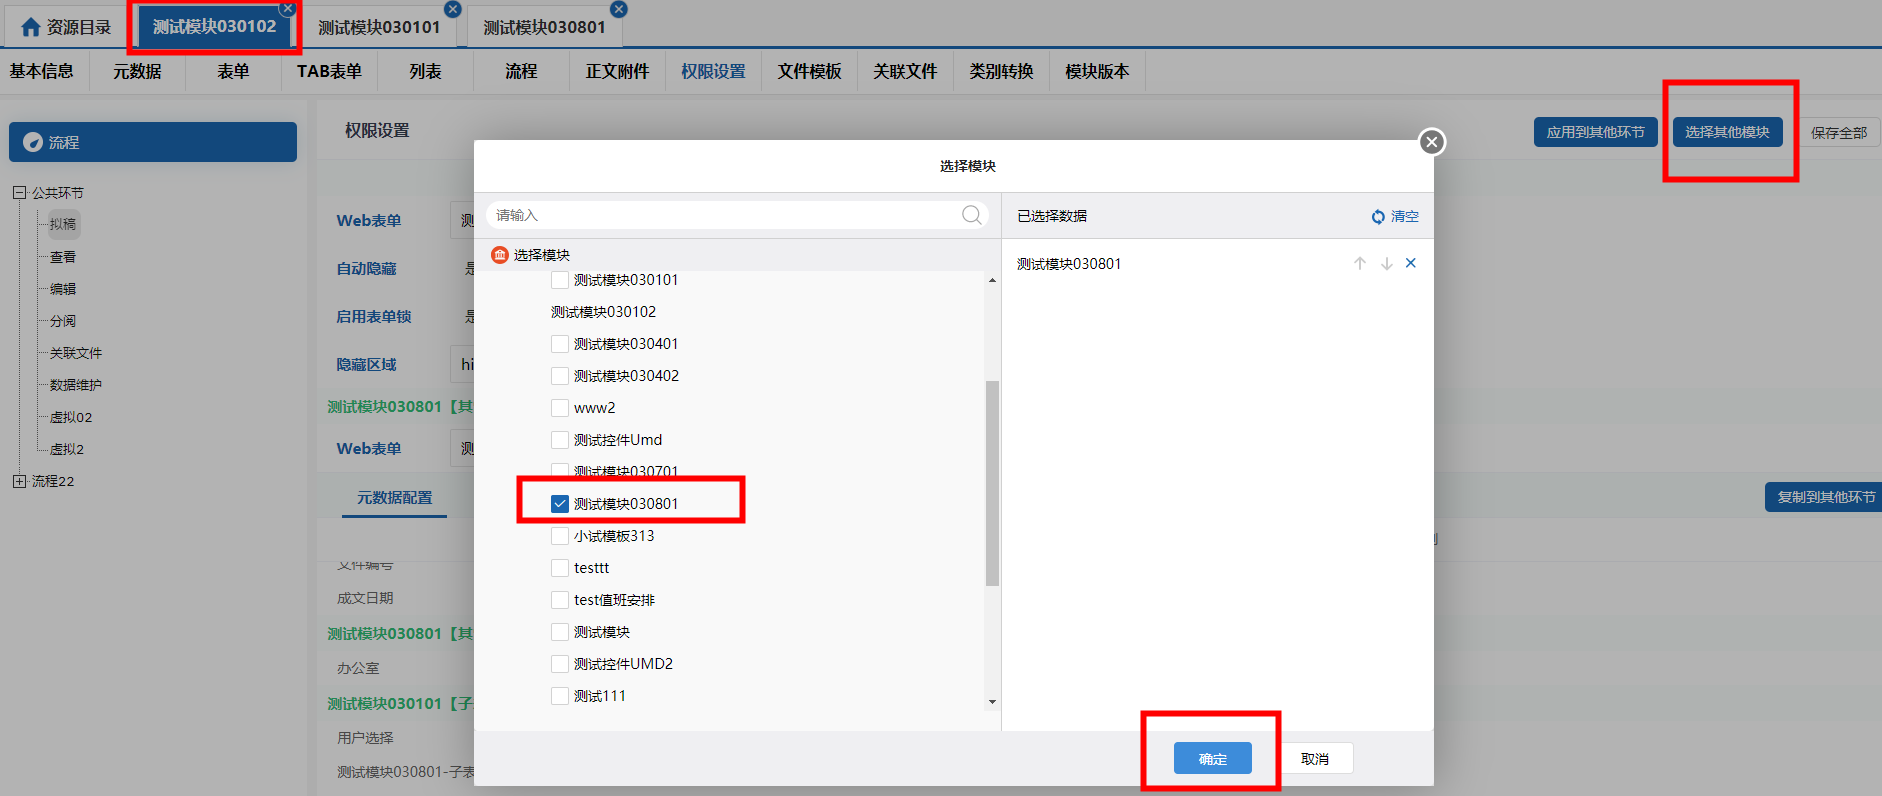 资源目录
测试模块030102
测试模块030101
测试模块030801
基本信息
元数据
表单
TAB表单
列表
流程
正文附件
权限设置
文件模板
关联文件
类别转换
模块版本
流程
公共环节
拟稿
查看
编辑
分阅
关联文件
数据维护
虚拟02
虚拟2
流程22
权限设置
应用到其他环节
选择其他模块
保存全部
Web表单
测
自动隐藏
是
启用表单锁
是
隐藏区域
hi
测试模块030801【其
Web表单
测
元数据配置
复制到其他环节
文件编号
成文日期
测试模块030801【其
办公室
测试模块030101【子
用户选择
测试模块030801-子表
选择模块
请输入
选择模块
测试模块030101
测试模块030102
测试模块030401
测试模块030402
www2
测试控件Umd
测试模块030701
测试模块030801
小试模板313
testtt
test值班安排
测试模块
测试控件UMD2
测试111
已选择数据
清空
测试模块030801
确定
取消